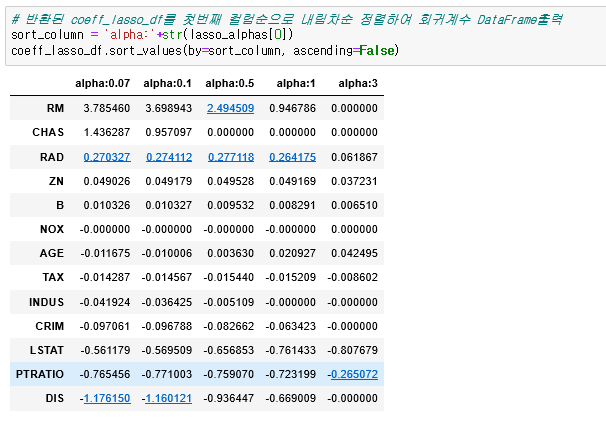 # 반환된 coeff_lasso_df를 첫번째 컬럼순으로 내림차순 정렬하여 회귀계수 DataFrame출력
sort_column = 'alpha:'+str(lasso_alphas[0])
coeff_lasso_df.sort_values(by=sort_column, ascending=False)
alpha:0.07 alpha:0.1 alpha:0.5 alpha:1 alpha:3
RM 3.785460 3.698943 2.494509 0.946786 0.000000
CHAS 1.436287 0.957097 0.000000 0.000000 0.000000
RAD 0.270327 0.274112 0.277118 0.264175 0.061867
ZN 0.049026 0.049179 0.049528 0.049169 0.037231
B 0.010326 0.010327 0.009532 0.008291 0.006510
NOX -0.000000 -0.000000 -0.000000 -0.000000 0.000000
AGE -0.011675 -0.010006 0.003630 0.020927 0.042495
TAX -0.014287 -0.014567 -0.015440 -0.015209 -0.008602
INDUS -0.041924 -0.036425 -0.005109 -0.000000 -0.000000
CRIM -0.097061 -0.096788 -0.082662 -0.063423 -0.000000
LSTAT -0.561179 -0.569509 -0.656853 -0.761433 -0.807679
PTRATIO -0.765456 -0.771003 -0.759070 -0.723199 -0.265072
DIS -1.176150 -1.160121 -0.936447 -0.669009 -0.000000